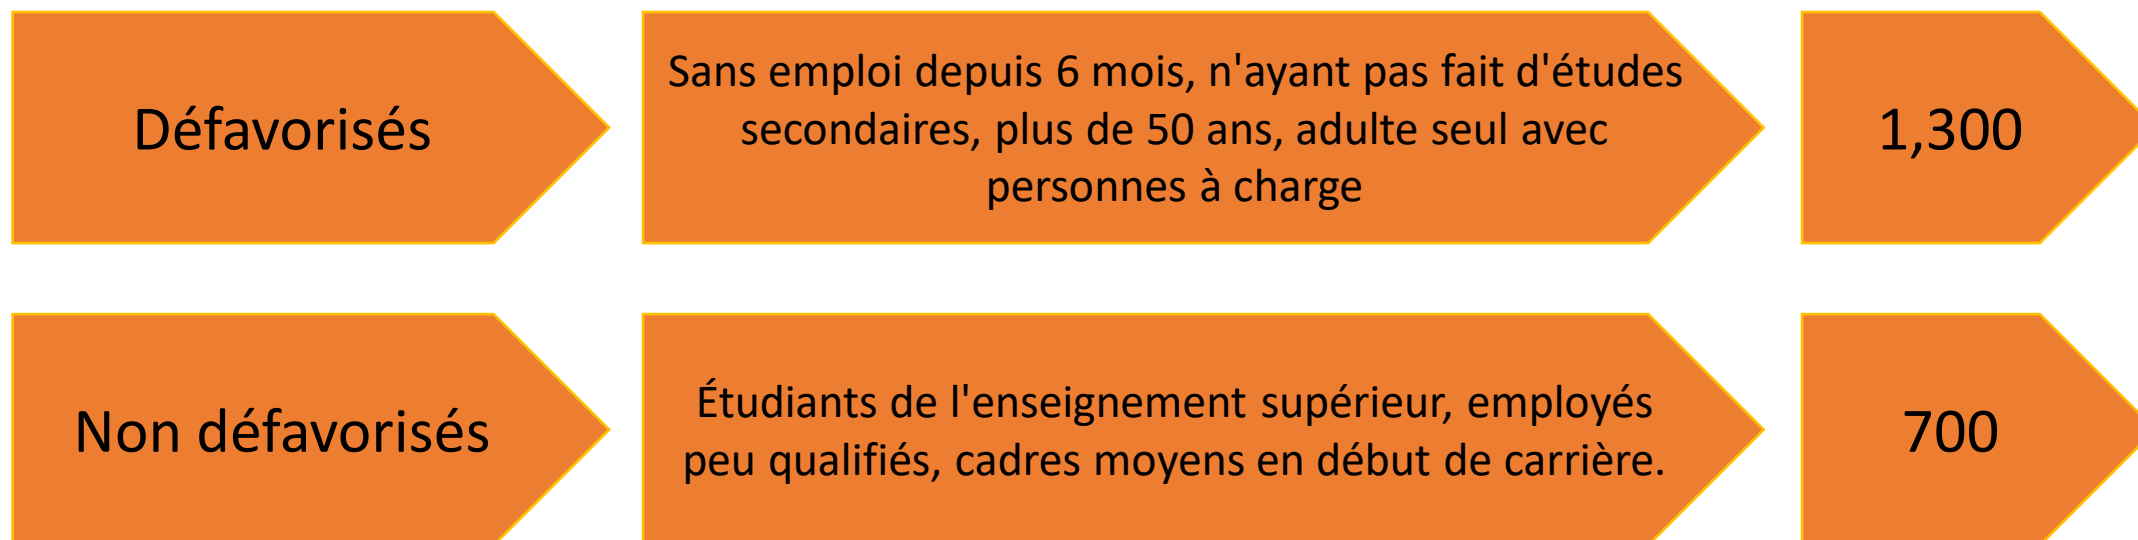 Défavorisés
Sans emploi depuis 6 mois, n'ayant pas fait d'études
secondaires, plus de 50 ans, adulte seul avec
personnes à charge
1,300
Non défavorisés
Étudiants de l'enseignement supérieur, employés
peu qualifiés, cadres moyens en début de carrière.
700